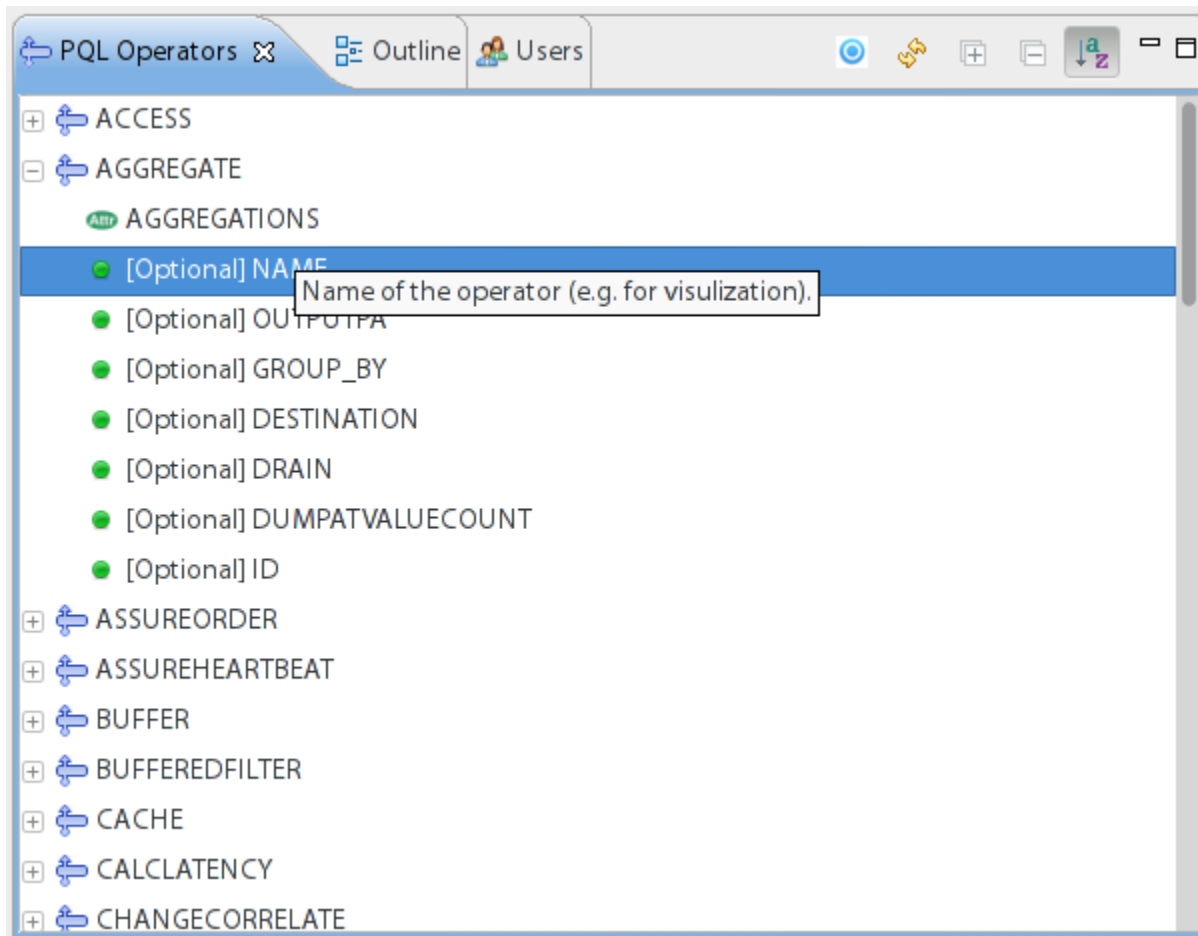 PQL Operators Outline Users
ACCESS
AGGREGATE
Attr AGGREGATIONS
[Optional] NAME
Name of the operator (e.g. for visulization).
[Optional] OUTPUTPA
[Optional] GROUP_BY
[Optional] DESTINATION
[Optional] DRAIN
[Optional] DUMPATVALUECOUNT
[Optional] ID
ASSUREORDER
ASSUREHEARTBEAT
BUFFER
BUFFEREDFILTER
CACHE
CALCLATENCY
CHANGECORRELATE